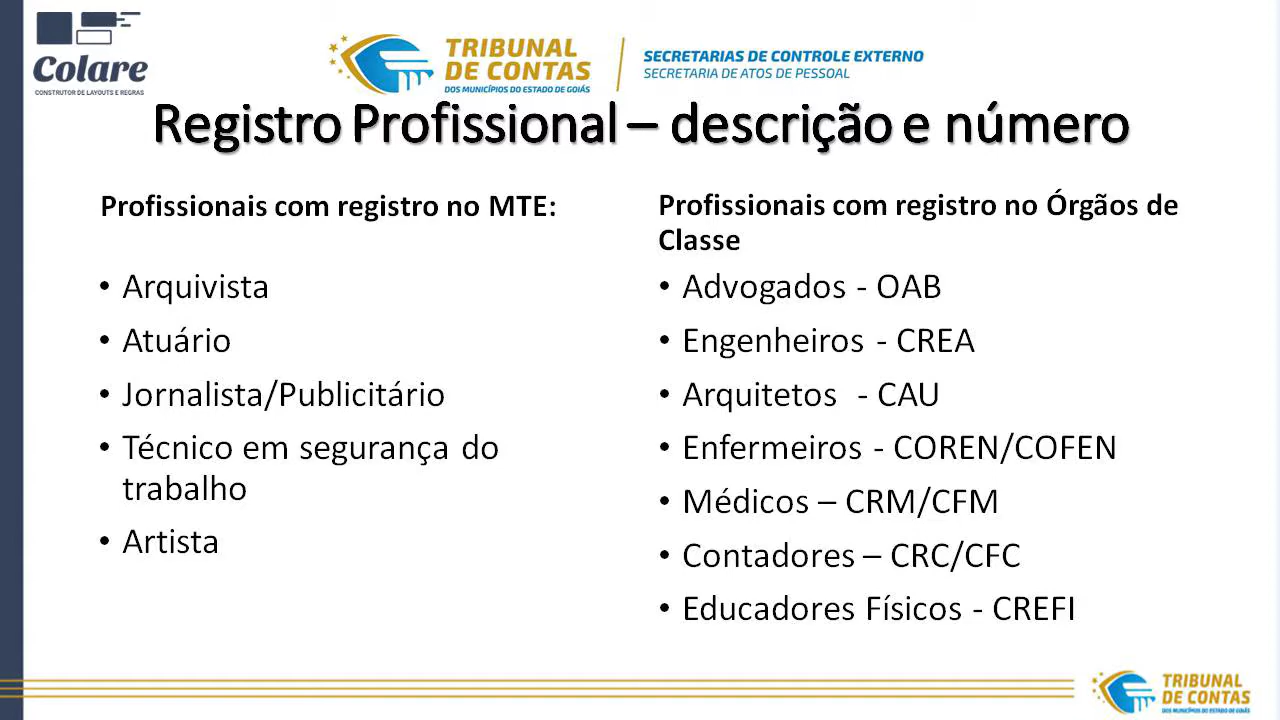 Colare
CONSTRUTOR DE LAYOUTS E REGRAS
TRIBUNAL
DE CONTAS
DOS MUNICÍPIOS DO ESTADO DE GOIÁS
SECRETARIAS DE CONTROLE EXTERNO
SECRETARIA DE ATOS DE PESSOAL
Registro Profissional – descrição e número
Profissionais com registro no MTE:
• Arquivista
• Atuário
• Jornalista/Publicitário
• Técnico em segurança do
trabalho
• Artista
Profissionais com registro no Órgãos de
Classe
• Advogados - OAB
• Engenheiros - CREA
• Arquitetos - CAU
• Enfermeiros - COREN/COFEN
• Médicos – CRM/CFM
• Contadores – CRC/CFC
• Educadores Físicos - CREFI
TRIBUNAL
DE CONTAS
DOS MUNICÍPIOS DO ESTADO DE GOIÁS